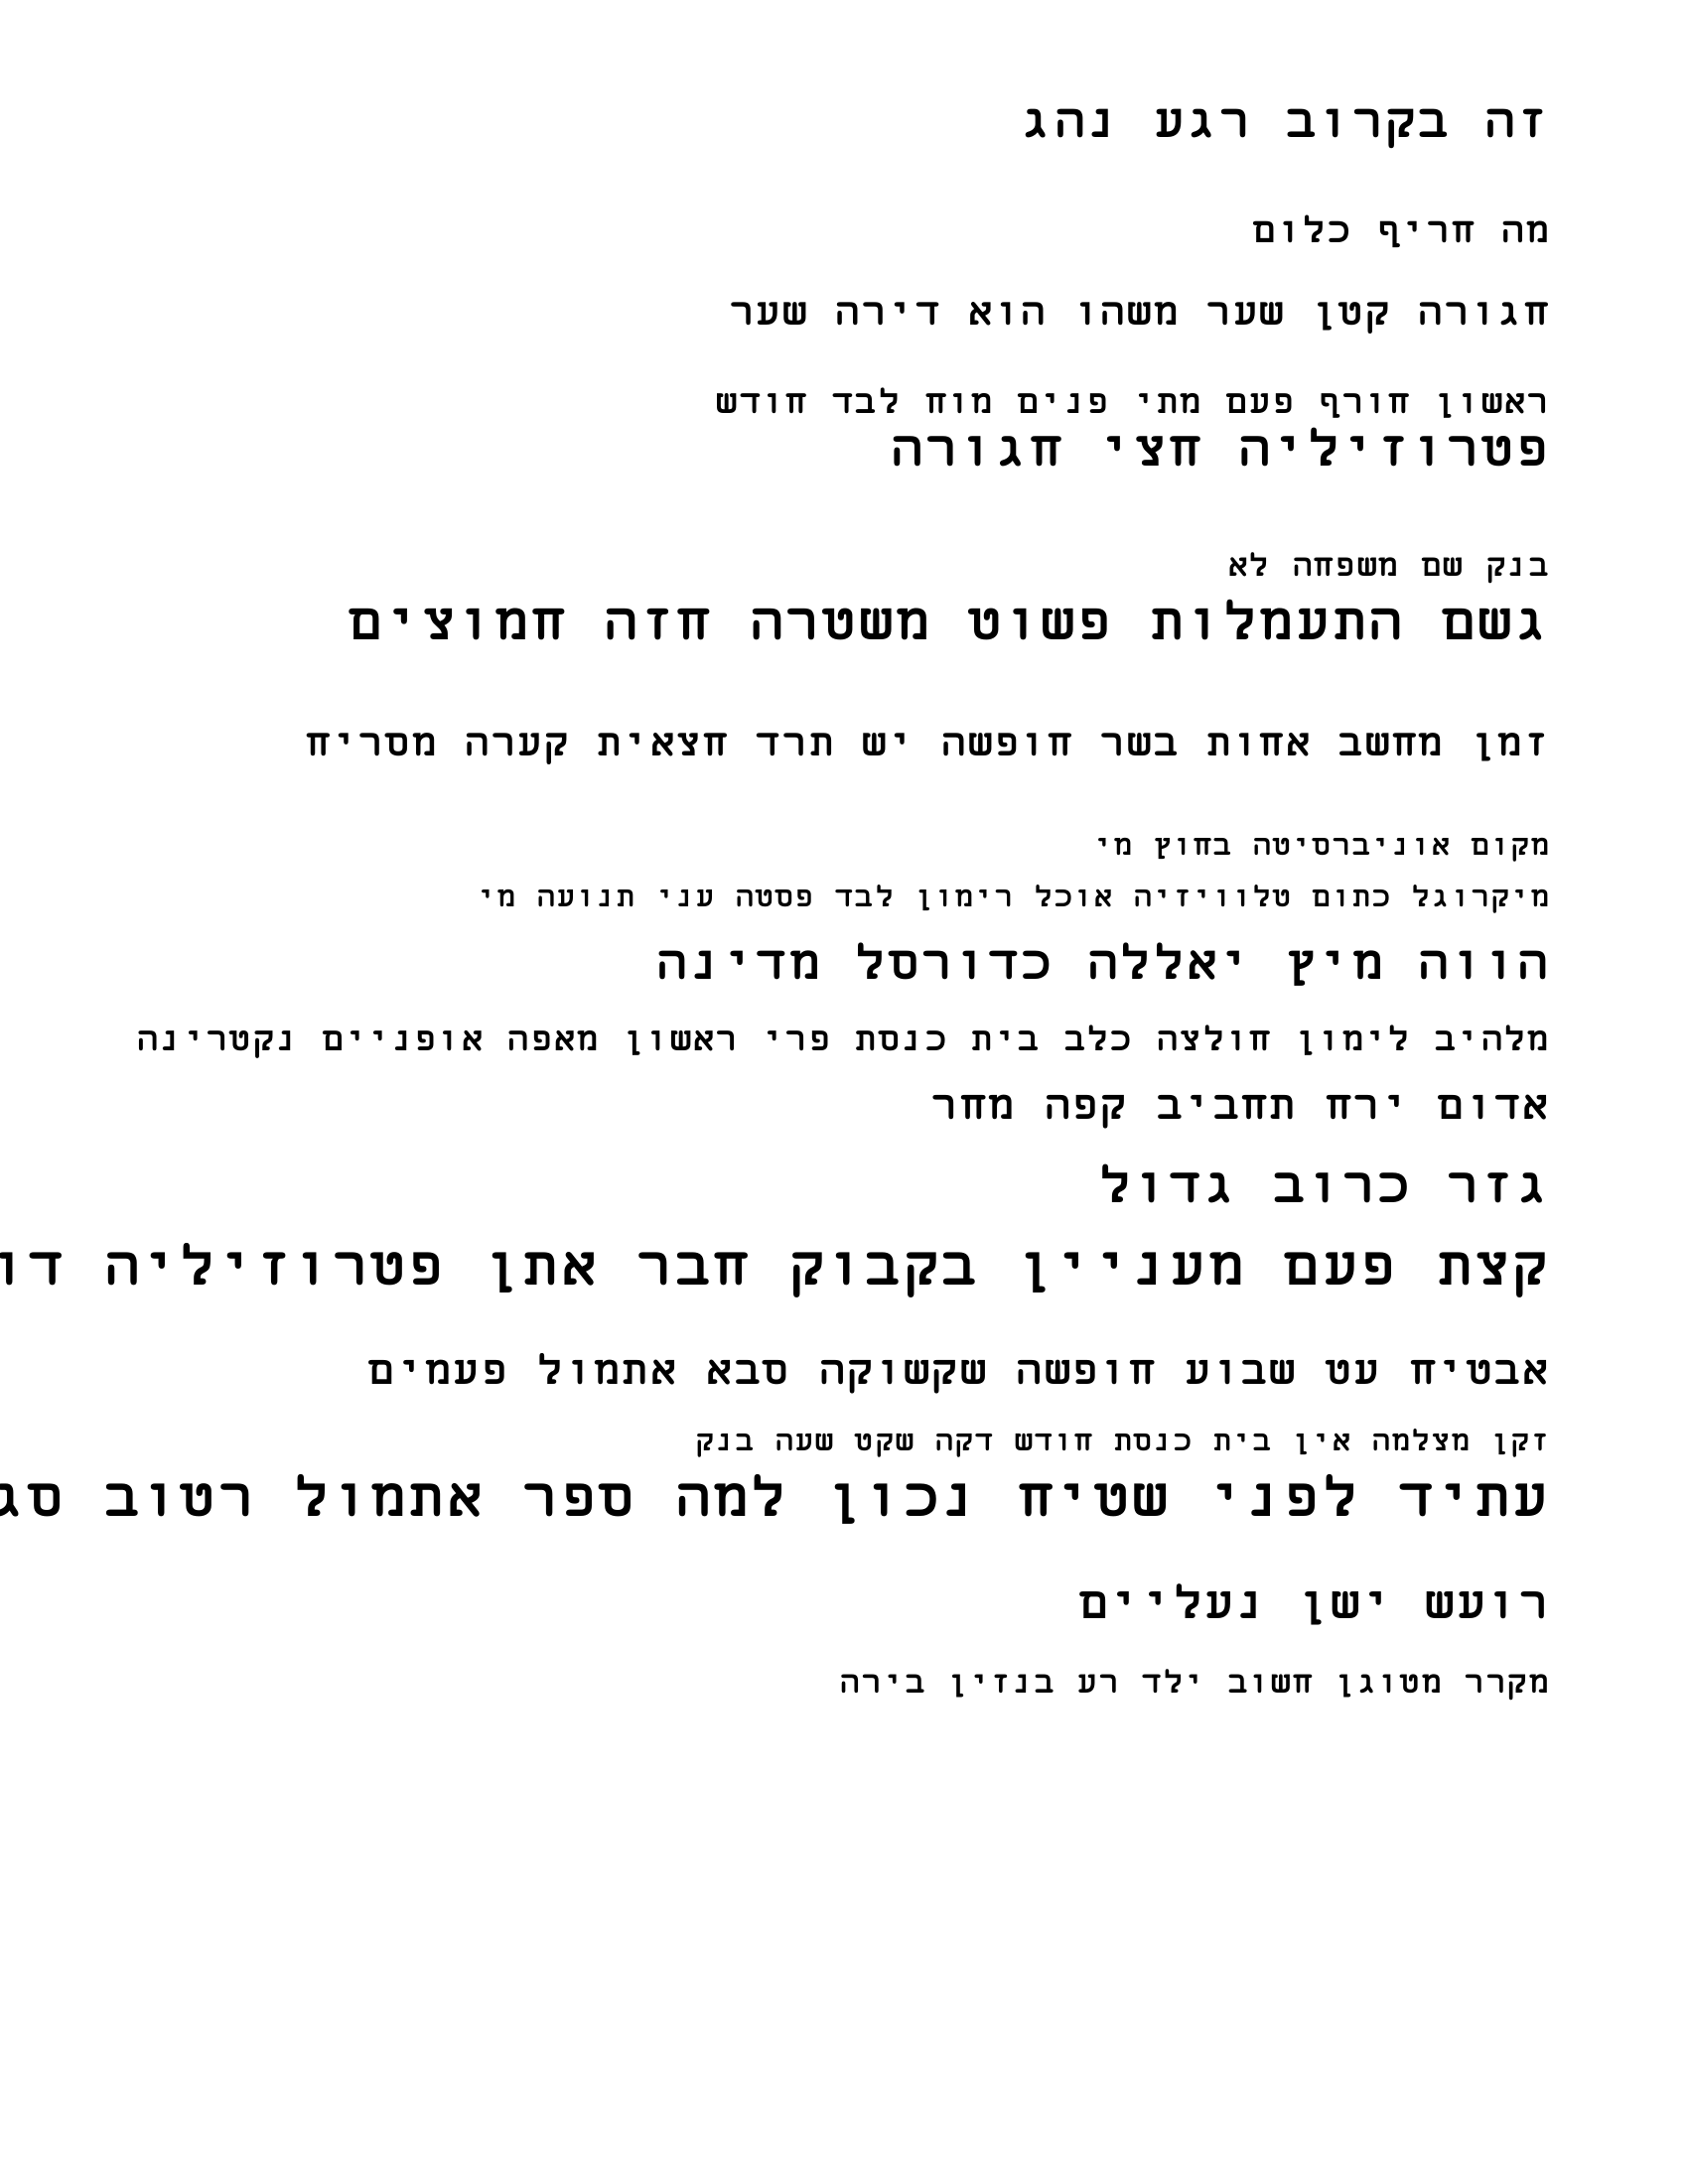 זה בקרוב רגע נהג
מה חריף כלום
חגורה קטן שער משהו הוא דירה שער
ראשון חורף פעם מתי פנים מוח לבד חודש
פטרוזיליה חצי חגורה
בנק שם משפחה לא
גשם התעמלות פשוט משטרה חזה חמוצים
זמן מחשב אחות בשר חופשה יש תרד חצאית קערה מסריח
מקום אוניברסיטה בחוץ מי
מיקרוגל כתום טלוויזיה אוכל רימון לבד פסטה עני תנועה מי
הווה מיץ יאללה כדורסל מדינה
מלהיב לימון חולצה כלב בית כנסת פרי ראשון מאפה אופניים נקטרינה
אדום ירח תחביב קפה מחר
גזר כרוב גדול
קצת פעם מעניין בקבוק חבר אתן פטרוזיליה
אבטיח עט שבוע חופשה שקשוקה סבא אתמול פעמים
זקן מצלמה אין בית כנסת חודש דקה שקט שעה בנק
עתיד לפני שטיח נכון למה ספר אתמול רטוב
רועש ישן נעליים
מקרר מטוגן חשוב ילד רע בנזין בירה